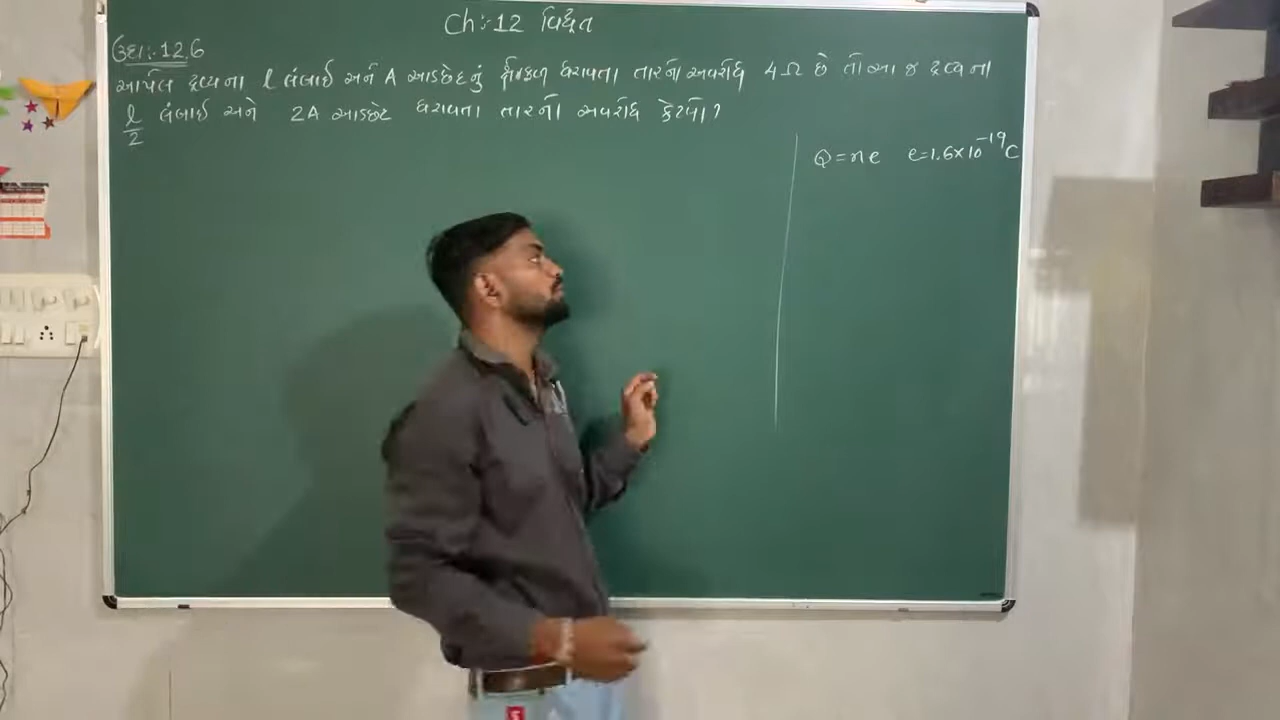 Ch:-12 વિદ્યુત
ઉદા:-12.6
આપેલ દ્રવ્યના l લંબાઈ અને A આડછેદનું ક્ષેત્રફળ ધરાવતા તારનો અવરોધ 4Ω છે તો આ જ દ્રવ્યના
l/2 લંબાઈ અને 2A આડછેદ ધરાવતા તારનો અવરોધ કેટલો?
Q=ne e=1.6×10⁻¹⁹C